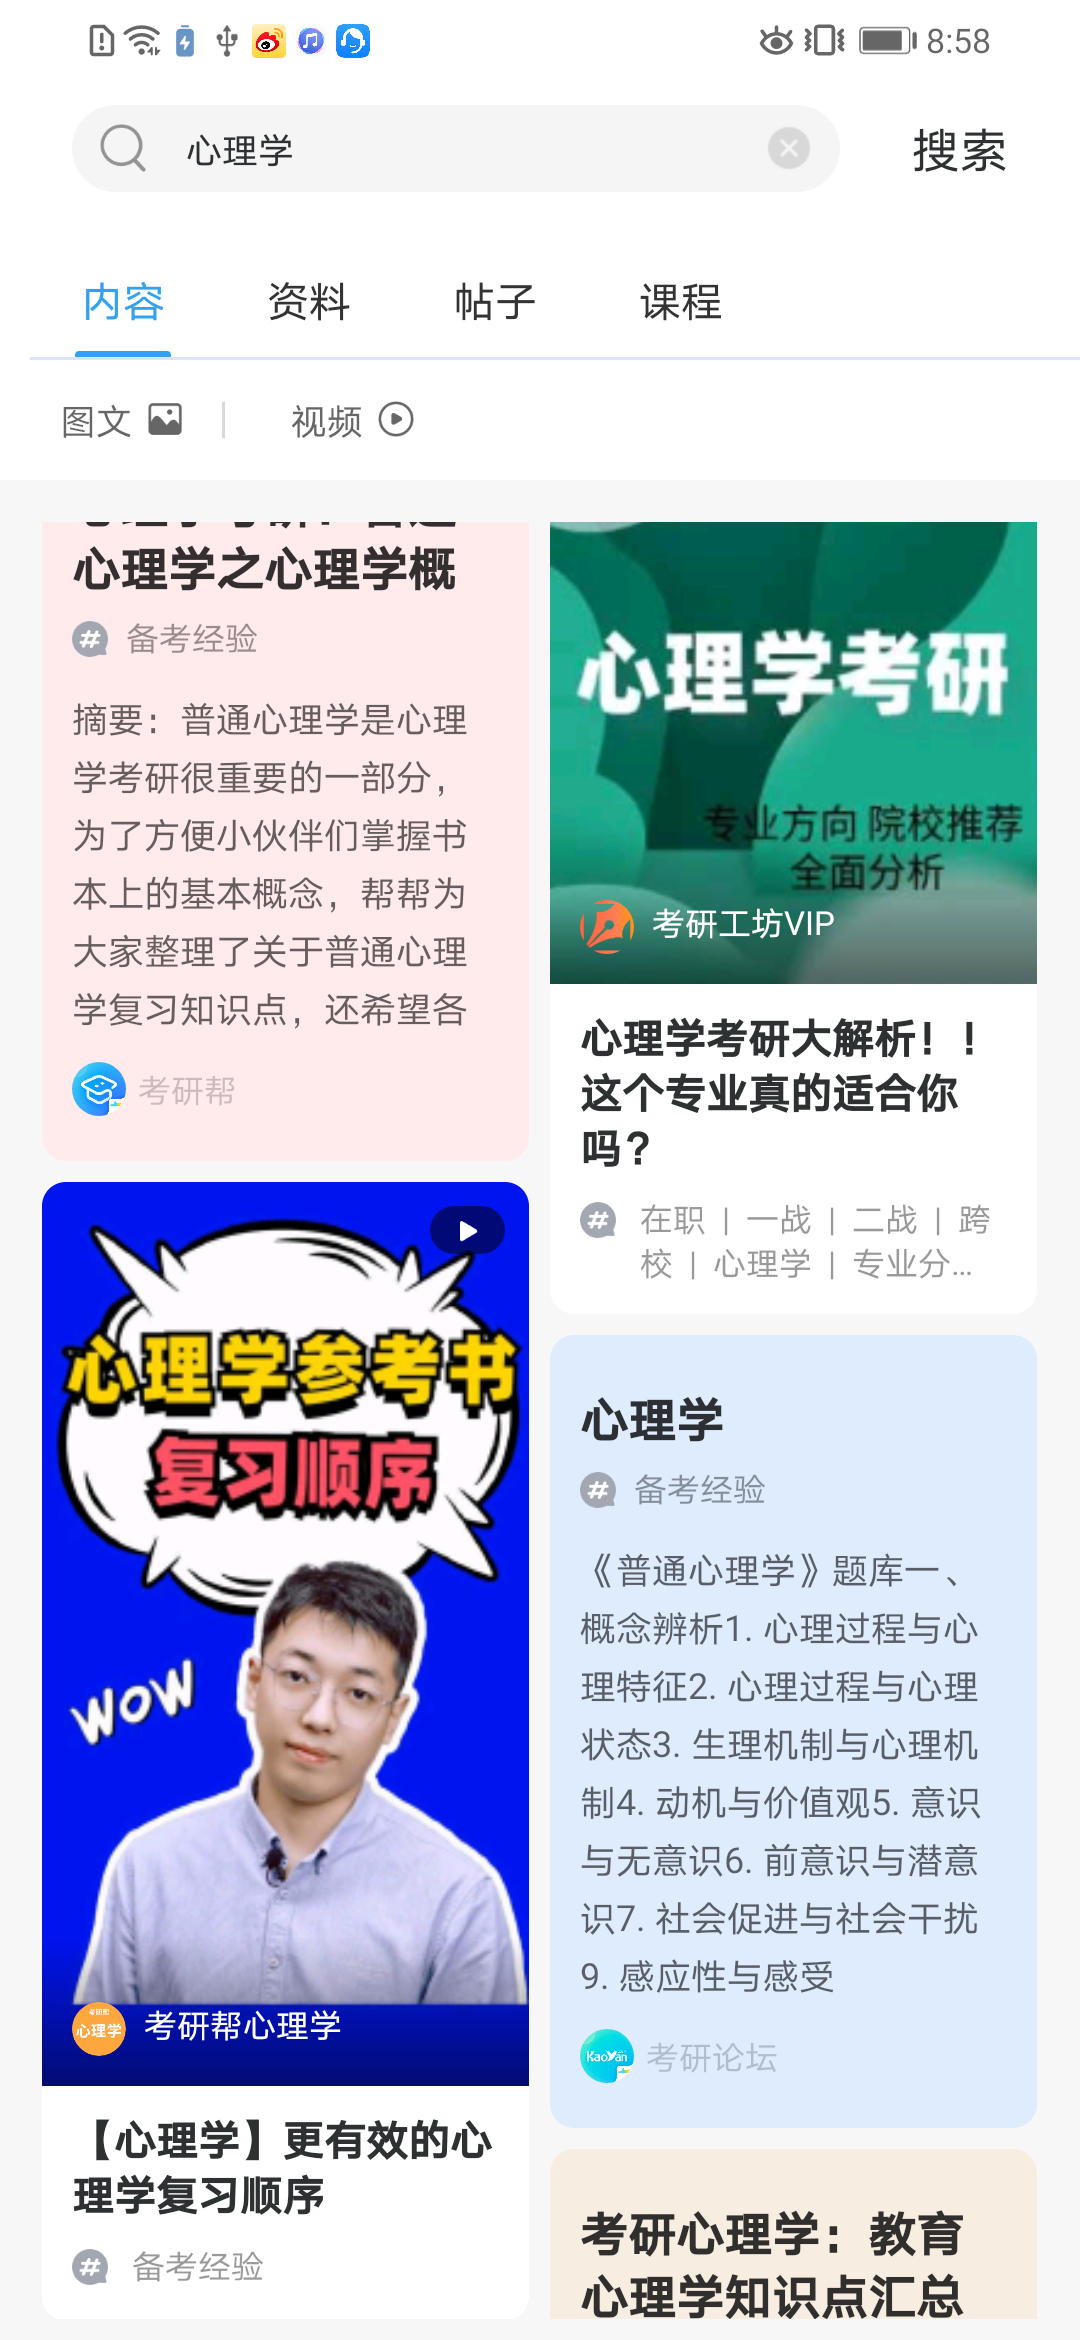 8:58
心理学
搜索
内容
资料
帖子
课程
图文
视频
心理学之心理学概
备考经验
摘要：普通心理学是心理
学考研很重要的一部分，
为了方便小伙伴们掌握书
本上的基本概念，帮帮为
大家整理了关于普通心理
学复习知识点，还希望各
考研帮
心理学参考书
复习顺序
WOW
考研帮
心理学
考研帮心理学
【心理学】更有效的心
理学复习顺序
备考经验
心理学考研
专业方向 院校推荐
全面分析
考研工坊VIP
心理学考研大解析！！
这个专业真的适合你
吗？
在职 | 一战 | 二战 | 跨
校 | 心理学 | 专业分...
心理学
备考经验
《普通心理学》题库一、
概念辨析1. 心理过程与心
理特征2. 心理过程与心理
状态3. 生理机制与心理机
制4. 动机与价值观5. 意识
与无意识6. 前意识与潜意
识7. 社会促进与社会干扰
9. 感应性与感受
KaoYan
考研论坛
考研心理学：教育
心理学知识点汇总